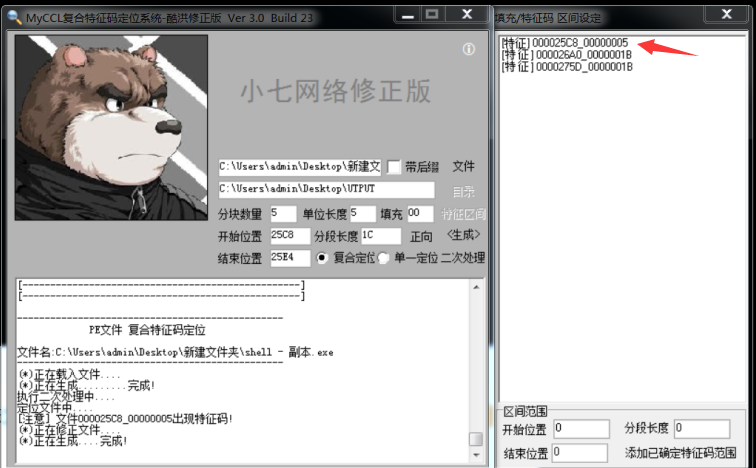 MyCCL复合特征码定位系统-酷洪修正版 Ver 3.0 Build 23
小七网络修正版
C:\Users\admin\Desktop\新建文
带后缀
文件
C:\Users\admin\Desktop\UTPUT
目录
分块数量 5 单位长度 5 填充 00 特征区间
开始位置 25C8 分段长度 1C 正向 <生成>
结束位置 25E4 复合定位 单一定位 二次处理
[--------------------------------------------------]
[--------------------------------------------------]
------------------------------------------------
PE文件 复合特征码定位
文件名:C:\Users\admin\Desktop\新建文件夹\shell - 副本.exe
------------------------------------------------
(*)正在载入文件....
(*)正在生成.........完成!
执行二次处理中....
定位文件中....
[注意] 文件000025C8_00000005出现特征码!
(*)正在修正文件....
(*)正在生成....完成!
填充/特征码 区间设定
[特征] 000025C8_00000005
[特征] 000026A0_0000001B
[特征] 0000275D_0000001B
区间范围
开始位置 0 分段长度 0
结束位置 0 添加已确定特征码范围